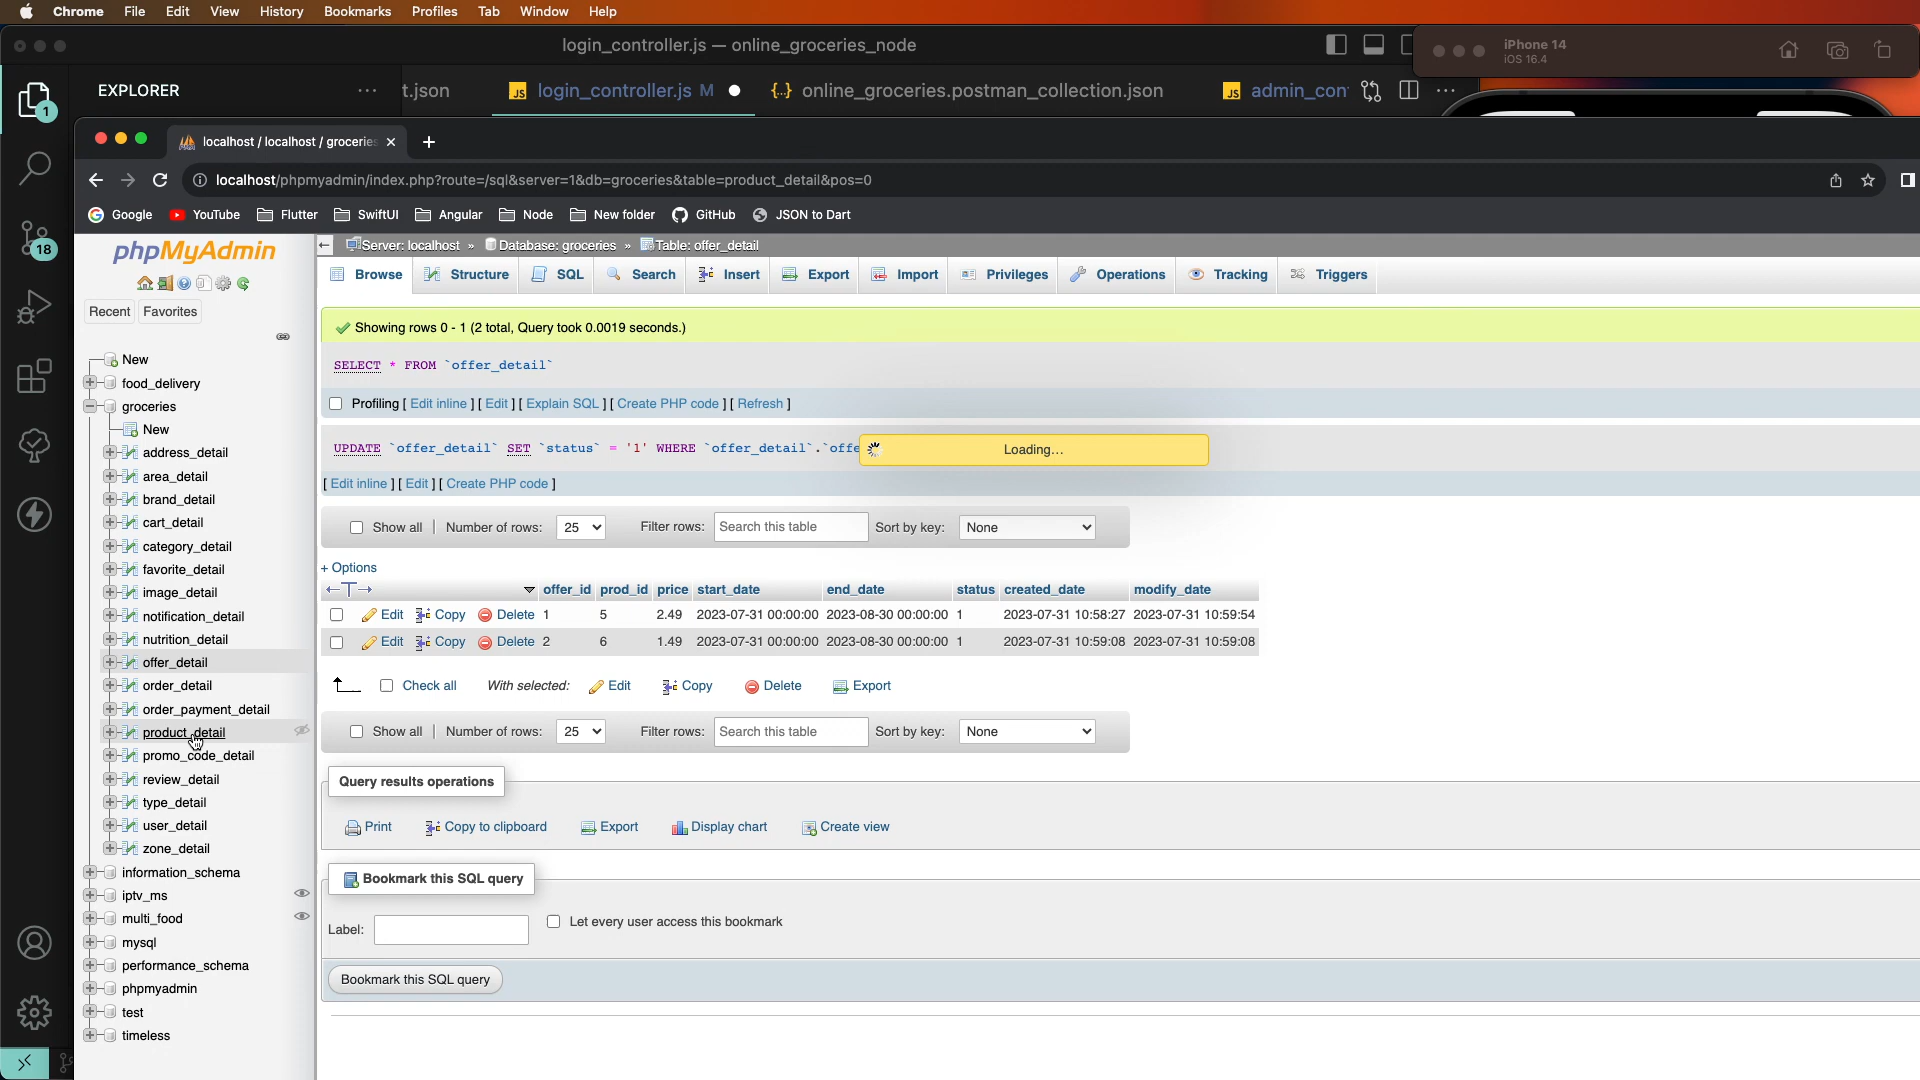 Chrome File Edit View History Bookmarks Profiles Tab Window Help
login_controller.js — online_groceries_node
iPhone 14
iOS 16.4
EXPLORER
t.json
JS login_controller.js M
{..} online_groceries.postman_collection.json
JS admin_con
1
localhost / localhost / groceries
localhost/phpmyadmin/index.php?route=/sql&server=1&db=groceries&table=product_detail&pos=0
Google YouTube Flutter SwiftUI Angular Node New folder GitHub JSON to Dart
18
phpMyAdmin
Recent Favorites
New
food_delivery
groceries
New
address_detail
area_detail
brand_detail
cart_detail
category_detail
favorite_detail
image_detail
notification_detail
nutrition_detail
offer_detail
order_detail
order_payment_detail
product_detail
promo_code_detail
review_detail
type_detail
user_detail
zone_detail
information_schema
iptv_ms
multi_food
mysql
performance_schema
phpmyadmin
test
timeless
Server: localhost » Database: groceries » Table: offer_detail
Browse Structure SQL Search Insert Export Import Privileges Operations Tracking Triggers
Showing rows 0 - 1 (2 total, Query took 0.0019 seconds.)
SELECT * FROM `offer_detail`
Profiling [ Edit inline ] [ Edit ] [ Explain SQL ] [ Create PHP code ] [ Refresh ]
UPDATE `offer_detail` SET `status` = '1' WHERE `offer_detail`.`offe
Loading...
[ Edit inline ] [ Edit ] [ Create PHP code ]
Show all | Number of rows: 25 Filter rows: Search this table Sort by key: None
+ Options
←T→ offer_id prod_id price start_date end_date status created_date modify_date
Edit Copy Delete 1 5 2.49 2023-07-31 00:00:00 2023-08-30 00:00:00 1 2023-07-31 10:58:27 2023-07-31 10:59:54
Edit Copy Delete 2 6 1.49 2023-07-31 00:00:00 2023-08-30 00:00:00 1 2023-07-31 10:59:08 2023-07-31 10:59:08
Check all With selected: Edit Copy Delete Export
Show all | Number of rows: 25 Filter rows: Search this table Sort by key: None
Query results operations
Print Copy to clipboard Export Display chart Create view
Bookmark this SQL query
Label: Let every user access this bookmark
Bookmark this SQL query